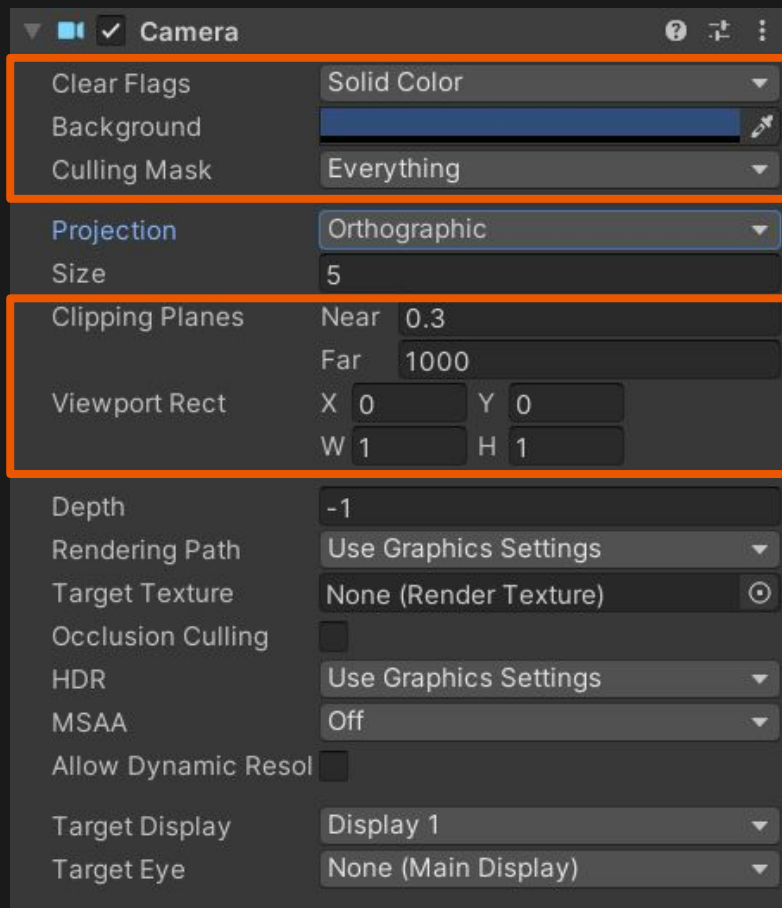 Camera
Clear Flags Solid Color
Background
Culling Mask Everything
Projection Orthographic
Size 5
Clipping Planes Near 0.3
Far 1000
Viewport Rect X 0 Y 0
W 1 H 1
Depth -1
Rendering Path Use Graphics Settings
Target Texture None (Render Texture)
Occlusion Culling
HDR Use Graphics Settings
MSAA Off
Allow Dynamic Resol
Target Display Display 1
Target Eye None (Main Display)